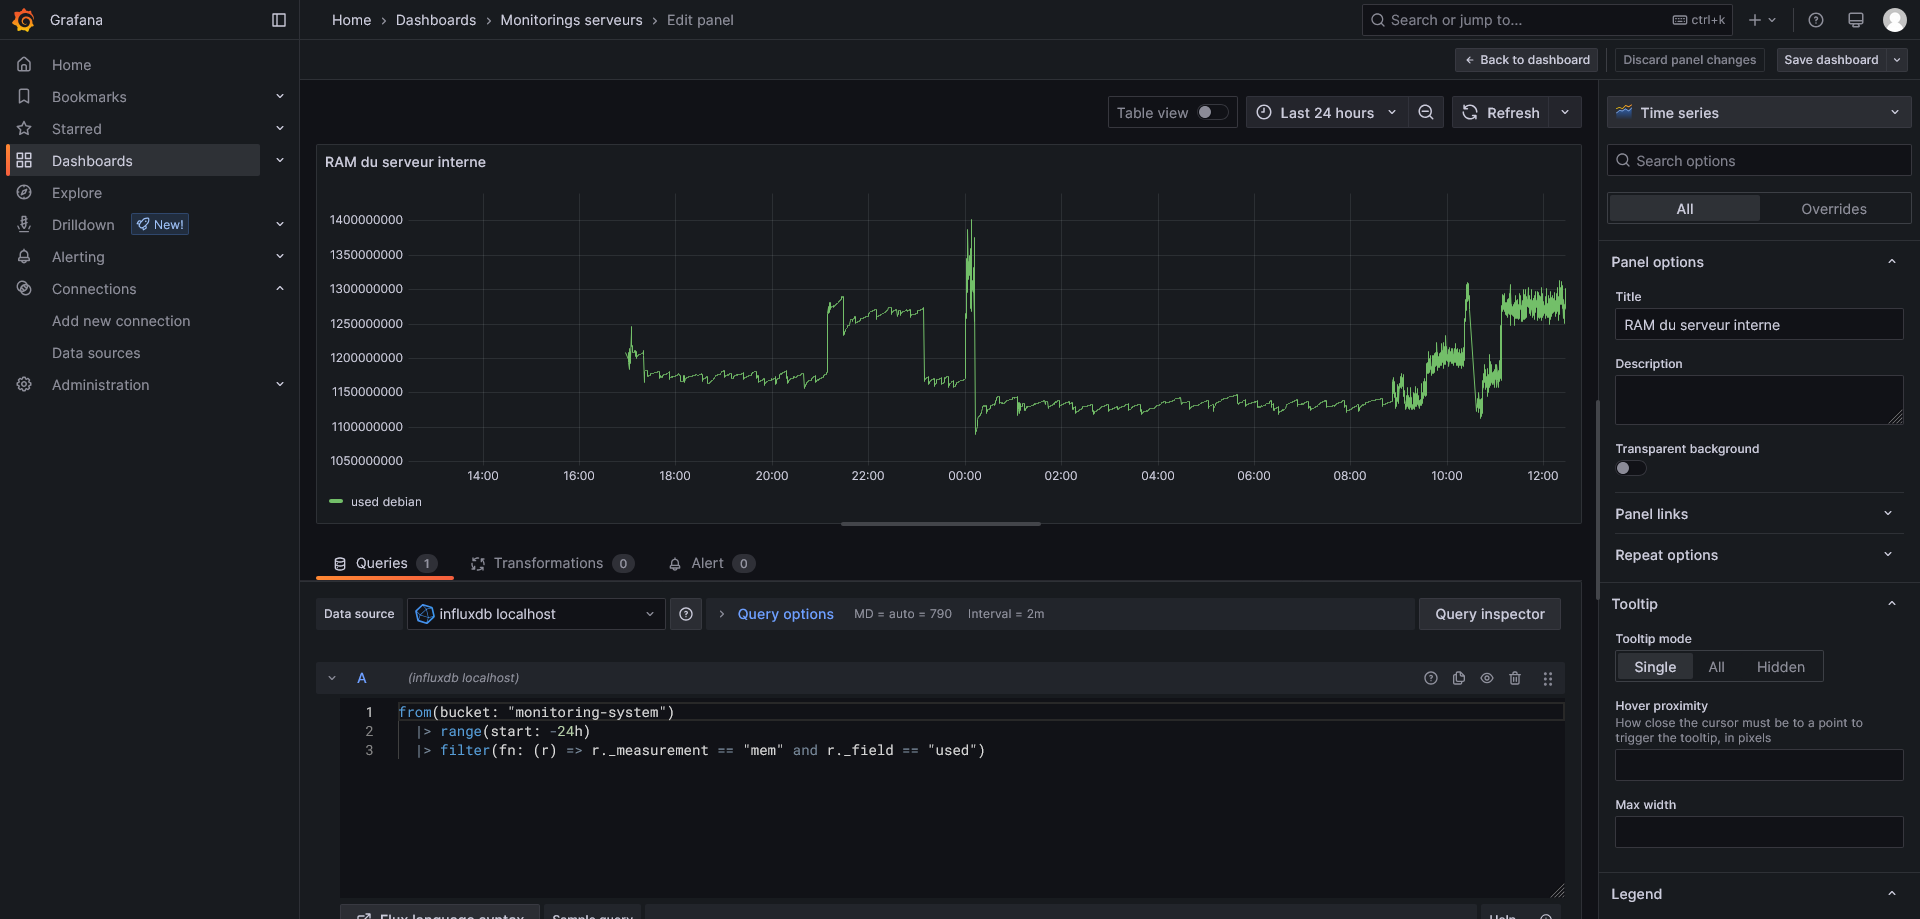 Grafana
Home › Dashboards › Monitorings serveurs › Edit panel
Search or jump to...
ctrl+k
Home
Bookmarks
Starred
Dashboards
Explore
Drilldown
New!
Alerting
Connections
Add new connection
Data sources
Administration
← Back to dashboard
Discard panel changes
Save dashboard
Table view
Last 24 hours
Refresh
RAM du serveur interne
1400000000
1350000000
1300000000
1250000000
1200000000
1150000000
1100000000
1050000000
14:00 16:00 18:00 20:00 22:00 00:00 02:00 04:00 06:00 08:00 10:00 12:00
used debian
Queries 1
Transformations 0
Alert 0
Data source
influxdb localhost
› Query options MD = auto = 790 Interval = 2m
Query inspector
A (influxdb localhost)
1 from(bucket: "monitoring-system")
2 |> range(start: -24h)
3 |> filter(fn: (r) => r._measurement == "mem" and r._field == "used")
Flux language syntax
Sample query
Help
Time series
Search options
All
Overrides
Panel options
Title
RAM du serveur interne
Description
Transparent background
Panel links
Repeat options
Tooltip
Tooltip mode
Single All Hidden
Hover proximity
How close the cursor must be to a point to
trigger the tooltip, in pixels
Max width
Legend